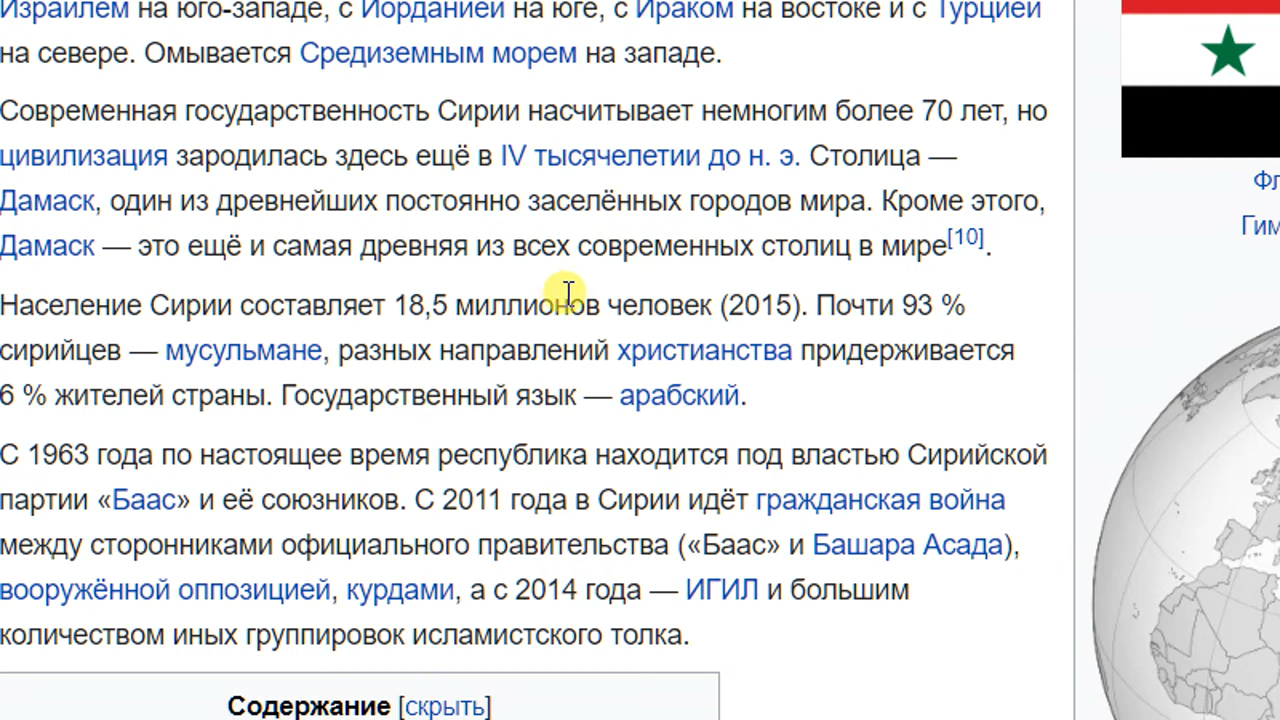 Израилем на юго-западе, с Иорданией на юге, с Ираком на востоке и с Турцией
на севере. Омывается Средиземным морем на западе.
Современная государственность Сирии насчитывает немногим более 70 лет, но
цивилизация зародилась здесь ещё в IV тысячелетии до н. э. Столица —
Дамаск, один из древнейших постоянно заселённых городов мира. Кроме этого,
Дамаск — это ещё и самая древняя из всех современных столиц в мире[10].
Население Сирии составляет 18,5 миллионов человек (2015). Почти 93 %
сирийцев — мусульмане, разных направлений христианства придерживается
6 % жителей страны. Государственный язык — арабский.
С 1963 года по настоящее время республика находится под властью Сирийской
партии «Баас» и её союзников. С 2011 года в Сирии идёт гражданская война
между сторонниками официального правительства («Баас» и Башара Асада),
вооружённой оппозицией, курдами, а с 2014 года — ИГИЛ и большим
количеством иных группировок исламистского толка.
Содержание [скрыть]